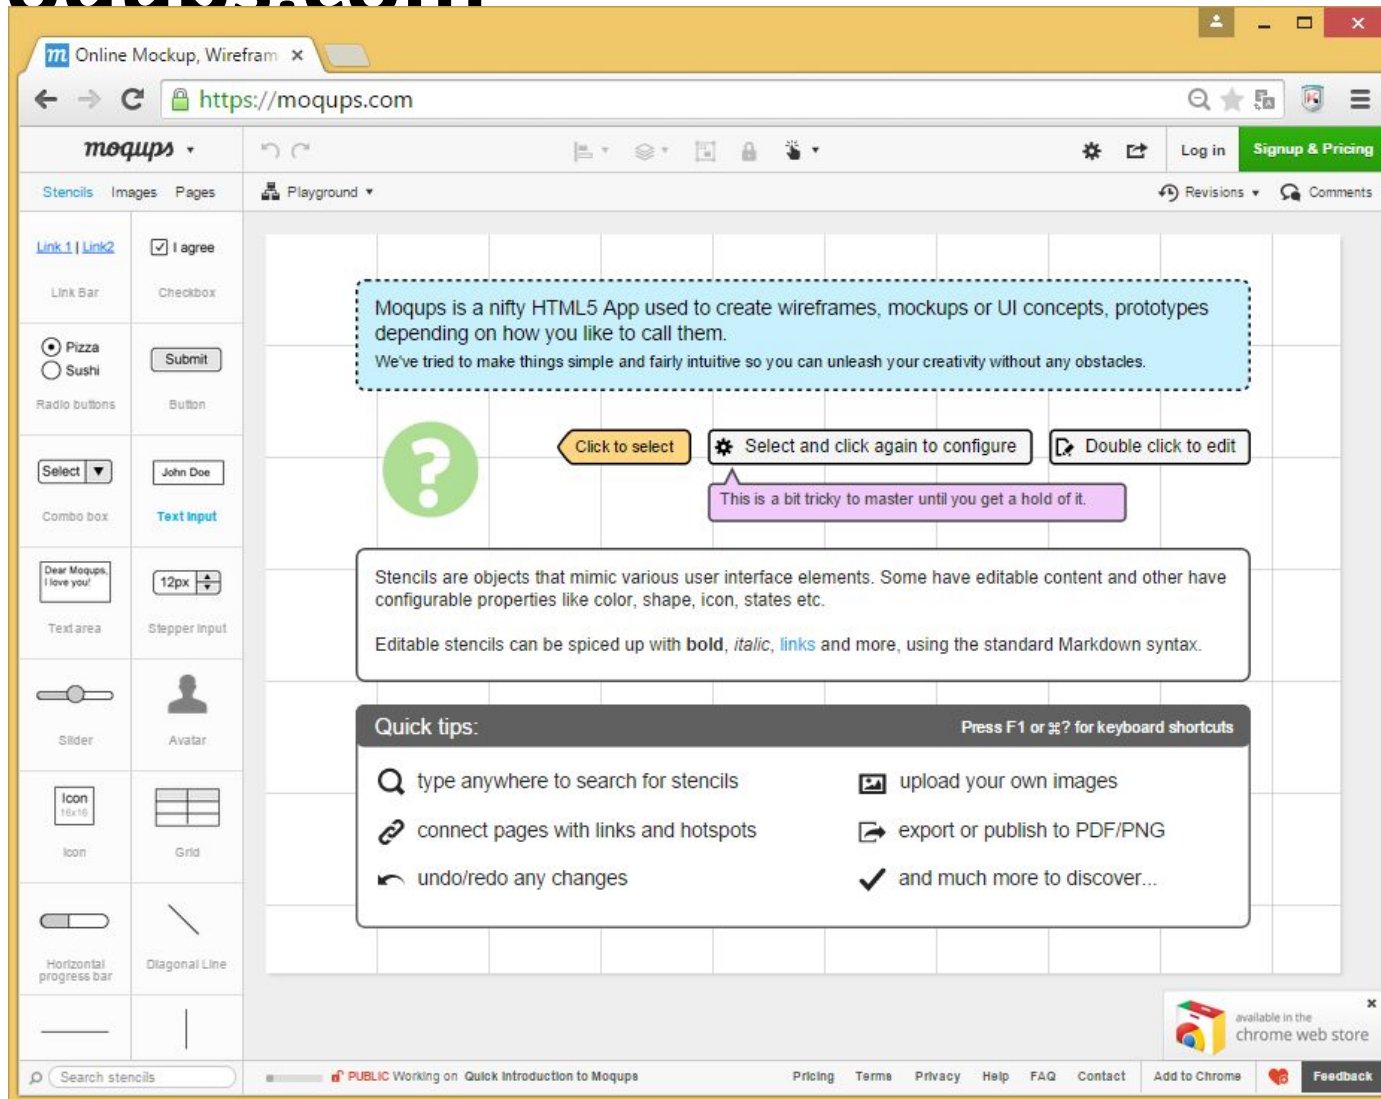 Online Mockup, Wirefram
https://moqups.com
moqups
Log in
Signup & Pricing
Stencils Images Pages
Playground
Revisions
Comments
Link 1 | Link2
I agree
Link Bar
Checkbox
Pizza
Sushi
Submit
Radio buttons
Button
Select
John Doe
Combo box
Text Input
Dear Moqups,
I love you!
12px
Text area
Stepper Input
Slider
Avatar
Icon
16x16
Icon
Grid
Horizontal
progress bar
Diagonal Line
Search stencils
Moqups is a nifty HTML5 App used to create wireframes, mockups or UI concepts, prototypes
depending on how you like to call them.
We've tried to make things simple and fairly intuitive so you can unleash your creativity without any obstacles.
Click to select
Select and click again to configure
Double click to edit
This is a bit tricky to master until you get a hold of it.
Stencils are objects that mimic various user interface elements. Some have editable content and other have
configurable properties like color, shape, icon, states etc.
Editable stencils can be spiced up with bold, italic, links and more, using the standard Markdown syntax.
Quick tips:
Press F1 or ⌘? for keyboard shortcuts
type anywhere to search for stencils
upload your own images
connect pages with links and hotspots
export or publish to PDF/PNG
undo/redo any changes
and much more to discover...
available in the
chrome web store
PUBLIC Working on Quick Introduction to Moqups
Pricing Terms Privacy Help FAQ Contact
Add to Chrome
Feedback